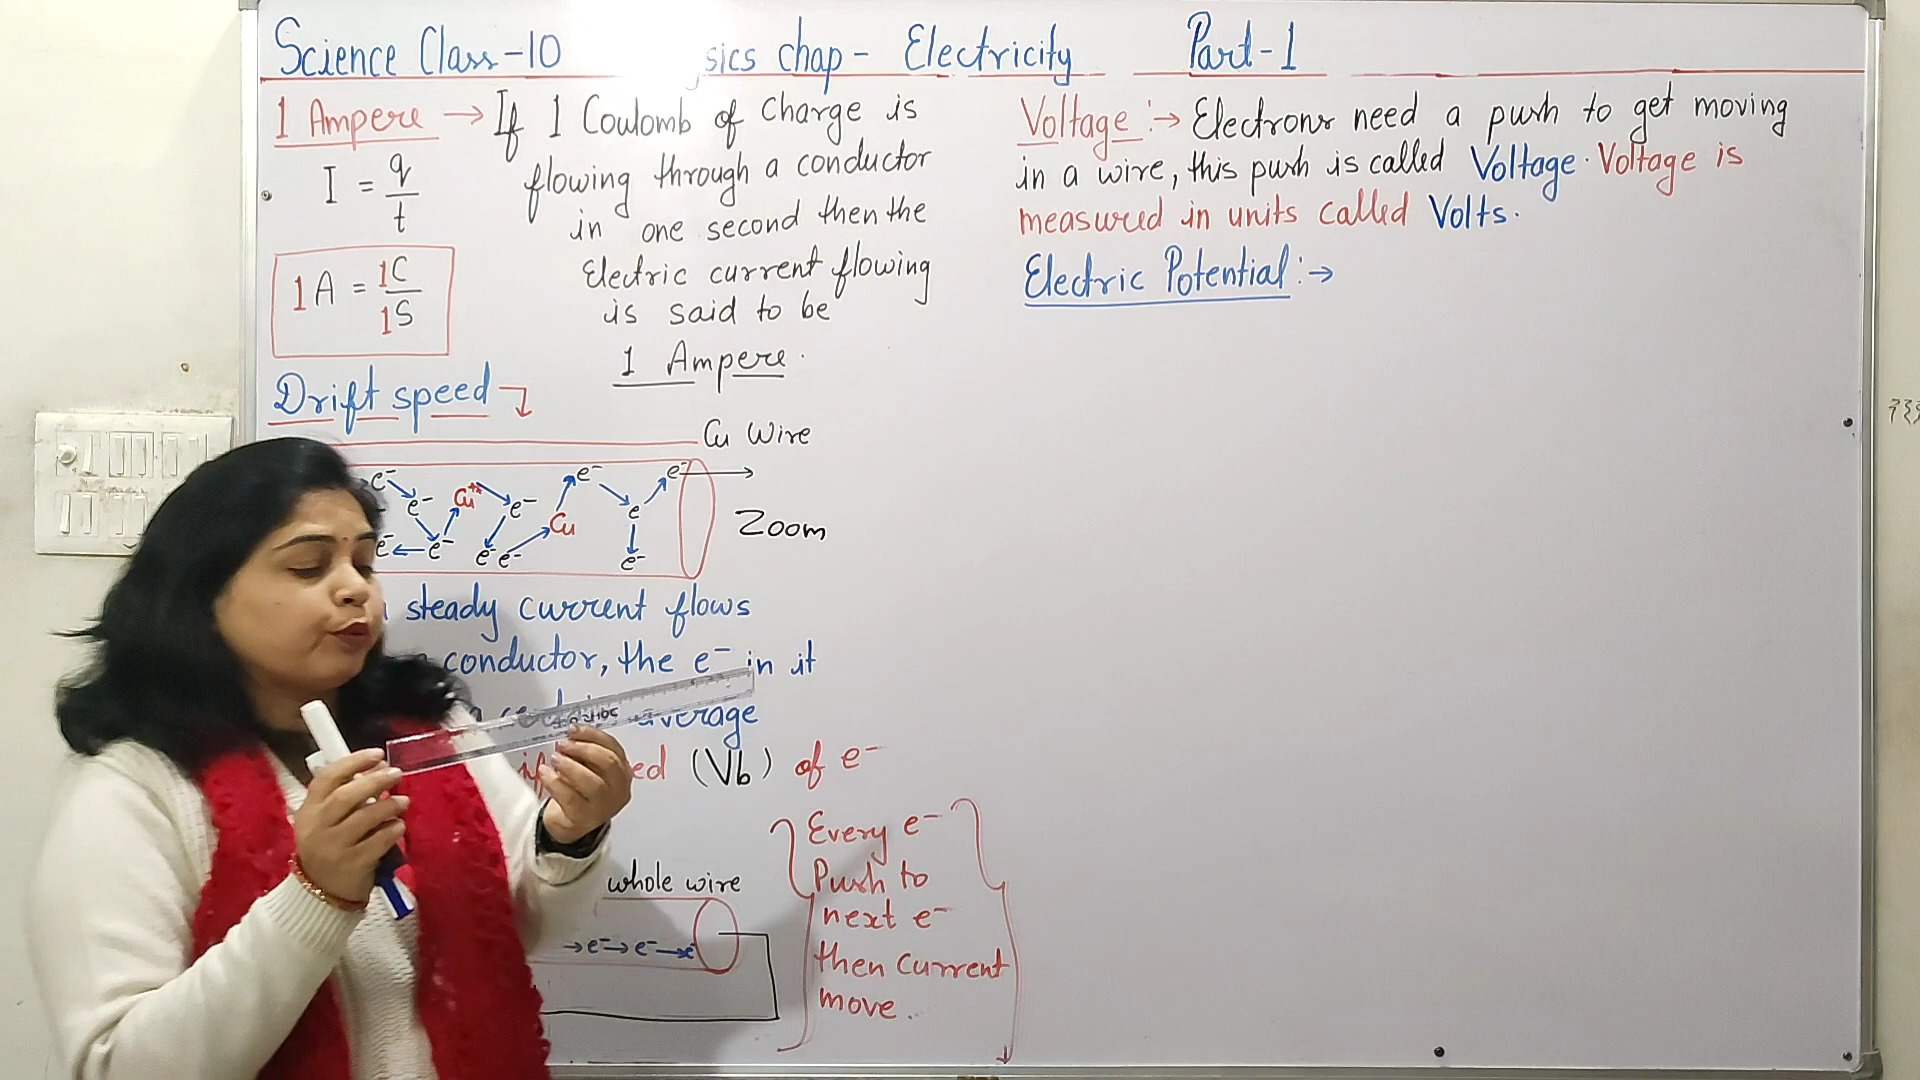 Science Class-10 sics chap- Electricity Part-1
1 Ampere → If 1 Coulomb of Charge is
flowing through a conductor
in one second then the
Electric current flowing
is said to be
1 Ampere.
I = q/t
1A = 1C/1S
Drift speed
Cu Wire
e- e- Cu++ e- e- e- e-
e- e- e- e- Cu e e-
Zoom
steady current flows
conductor, the e- in it
average
ed (Vb) of e-
whole wire
→e-→e-→e-
Every e-
Push to
next e-
then current
move..
Voltage :→ Electrons need a push to get moving
in a wire, this push is called Voltage. Voltage is
measured in units called Volts.
Electric Potential :→